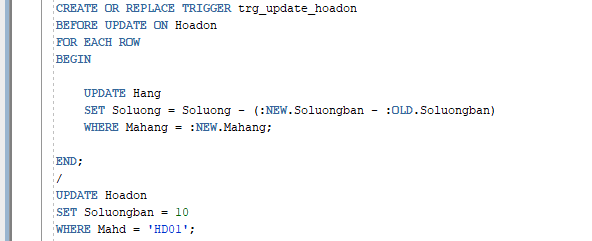 CREATE OR REPLACE TRIGGER trg_update_hoadon
BEFORE UPDATE ON Hoadon
FOR EACH ROW
BEGIN
UPDATE Hang
SET Soluong = Soluong - (:NEW.Soluongban - :OLD.Soluongban)
WHERE Mahang = :NEW.Mahang;
END;
/
UPDATE Hoadon
SET Soluongban = 10
WHERE Mahd = 'HD01';